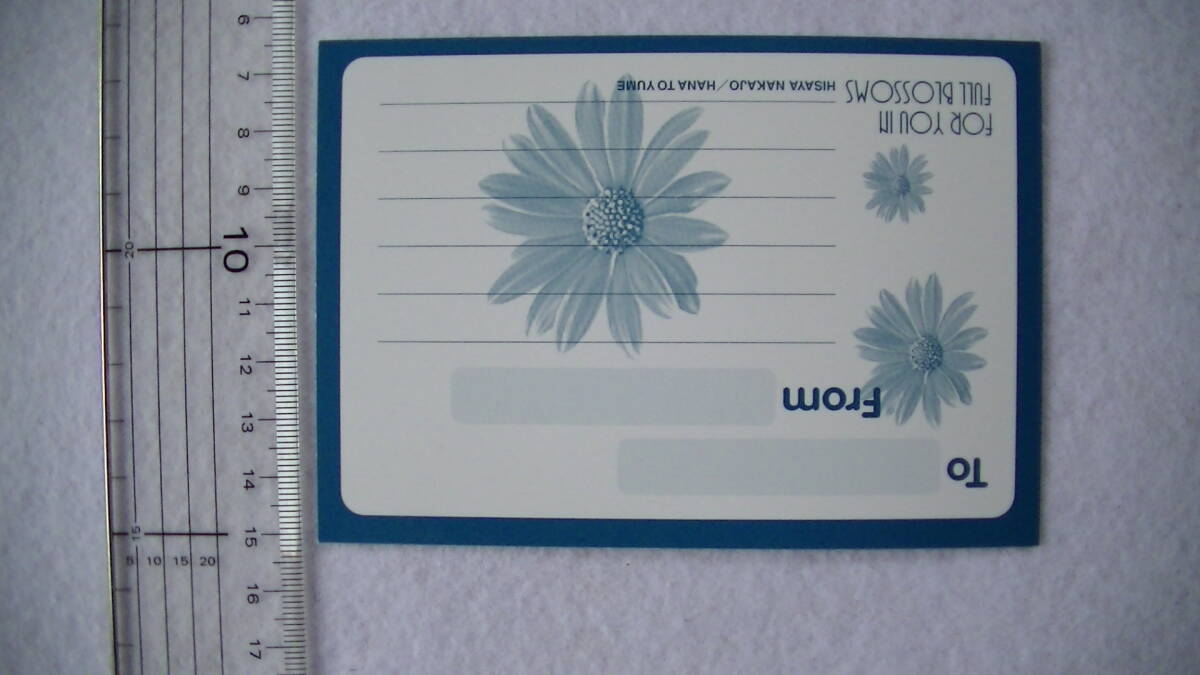 To
From
FOR YOU IN
FULL BLOSSOMS
HISAYA NAKAJO／HANA TO YUME
6
7
8
9
10
11
12
13
14
15
16
17
20
15
5 10 15 20